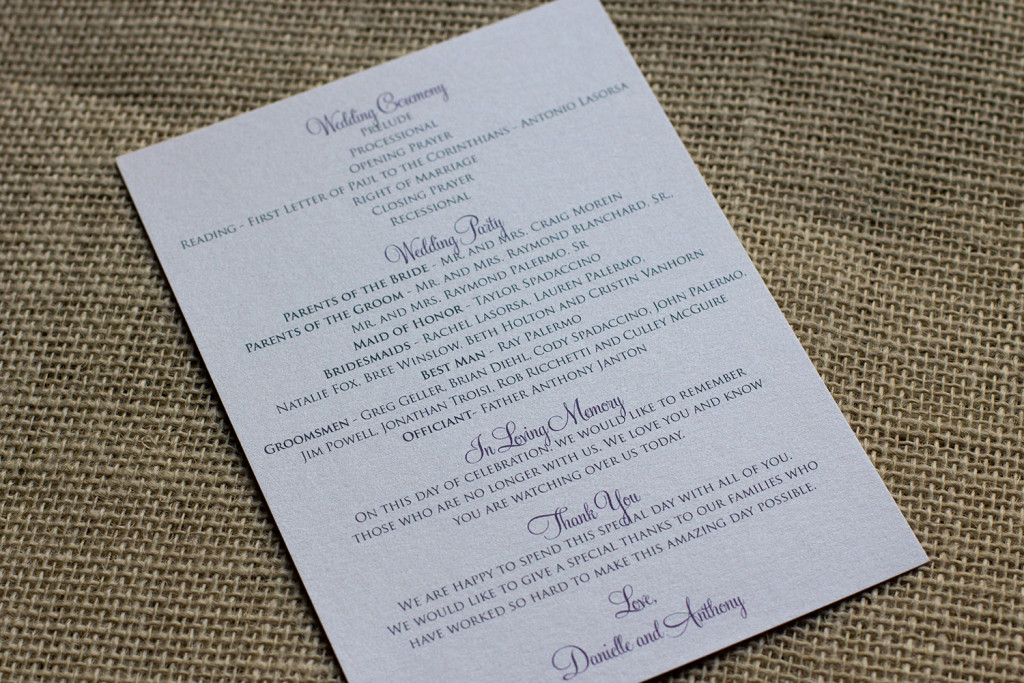 Wedding Ceremony
PRELUDE
PROCESSIONAL
OPENING PRAYER
READING - FIRST LETTER OF PAUL TO THE CORINTHIANS - ANTONIO LASORSA
RIGHT OF MARRIAGE
CLOSING PRAYER
RECESSIONAL
Wedding Party
PARENTS OF THE BRIDE - MR. AND MRS. CRAIG MOREIN
PARENTS OF THE GROOM - MR. AND MRS. RAYMOND BLANCHARD, SR.
MR. AND MRS. RAYMOND PALERMO, SR
MAID OF HONOR - TAYLOR SPADACCINO
BRIDESMAIDS - RACHEL LASORSA, LAUREN PALERMO,
NATALIE FOX, BREE WINSLOW, BETH HOLTON AND CRISTIN VANHORN
BEST MAN - RAY PALERMO
GROOMSMEN - GREG GELLER, BRIAN DIEHL, CODY SPADACCINO, JOHN PALERMO,
JIM POWELL, JONATHAN TROISI, ROB RICCHETTI AND CULLEY MCGUIRE
OFFICIANT- FATHER ANTHONY JANTON
In Loving Memory
ON THIS DAY OF CELEBRATION, WE WOULD LIKE TO REMEMBER
THOSE WHO ARE NO LONGER WITH US. WE LOVE YOU AND KNOW
YOU ARE WATCHING OVER US TODAY.
Thank You
WE ARE HAPPY TO SPEND THIS SPECIAL DAY WITH ALL OF YOU.
WE WOULD LIKE TO GIVE A SPECIAL THANKS TO OUR FAMILIES WHO
HAVE WORKED SO HARD TO MAKE THIS AMAZING DAY POSSIBLE.
Love,
Danielle and Anthony